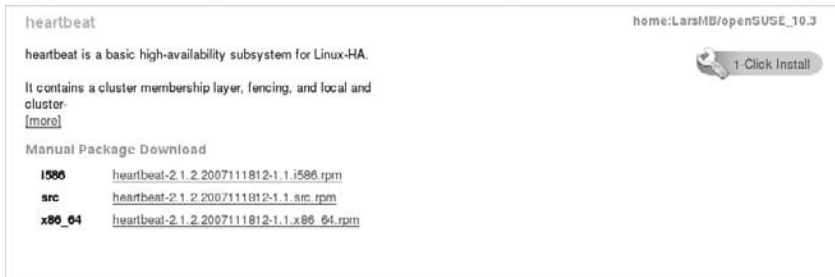 heartbeat
home:LarsMB/openSUSE_10.3
heartbeat is a basic high-availability subsystem for Linux-HA.
1-Click Install
It contains a cluster membership layer, fencing, and local and
cluster-
[more]
Manual Package Download
i586 heartbeat-2.1.2.2007111812-1.1.i586.rpm
src heartbeat-2.1.2.2007111812-1.1.src.rpm
x86_64 heartbeat-2.1.2.2007111812-1.1.x86_64.rpm